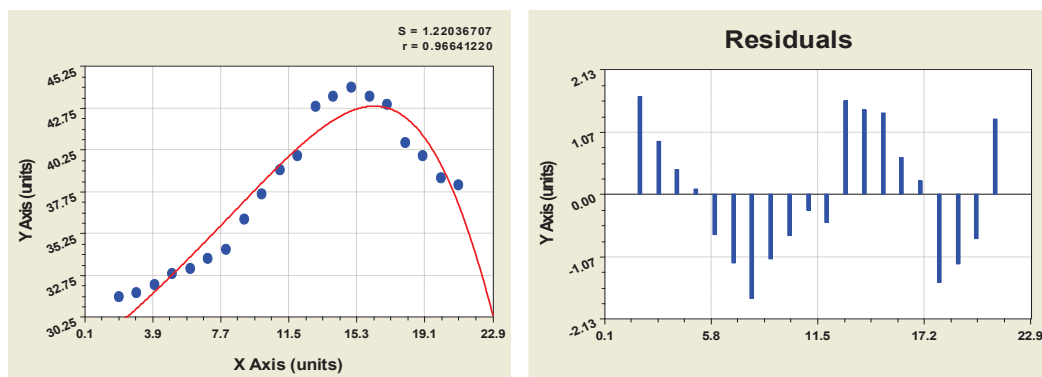 S = 1.22036707
r = 0.96641220
Y Axis (units)
45.25
42.75
40.25
37.75
35.25
32.75
30.25
0.1 3.9 7.7 11.5 15.3 19.1 22.9
X Axis (units)
Residuals
Y Axis (units)
2.13
1.07
0.00
-1.07
-2.13
0.1 5.8 11.5 17.2 22.9